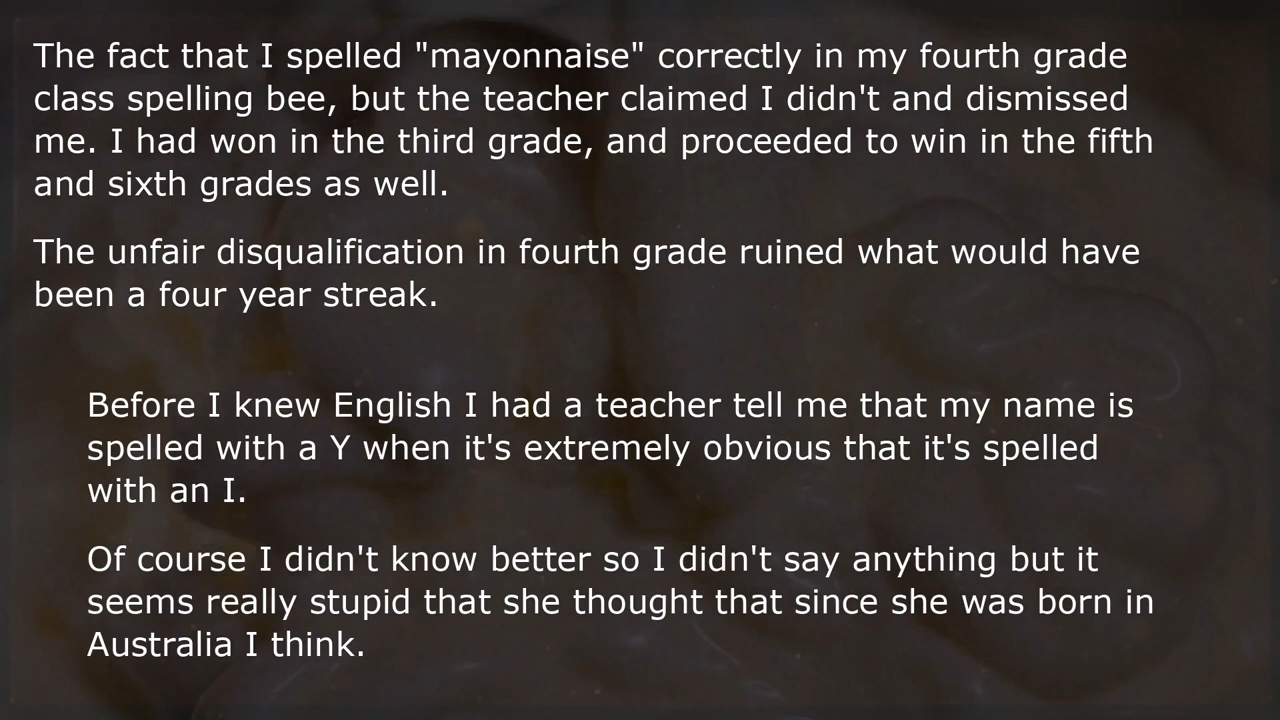 The fact that I spelled "mayonnaise" correctly in my fourth grade
class spelling bee, but the teacher claimed I didn't and dismissed
me. I had won in the third grade, and proceeded to win in the fifth
and sixth grades as well.
The unfair disqualification in fourth grade ruined what would have
been a four year streak.
Before I knew English I had a teacher tell me that my name is
spelled with a Y when it's extremely obvious that it's spelled
with an I.
Of course I didn't know better so I didn't say anything but it
seems really stupid that she thought that since she was born in
Australia I think.